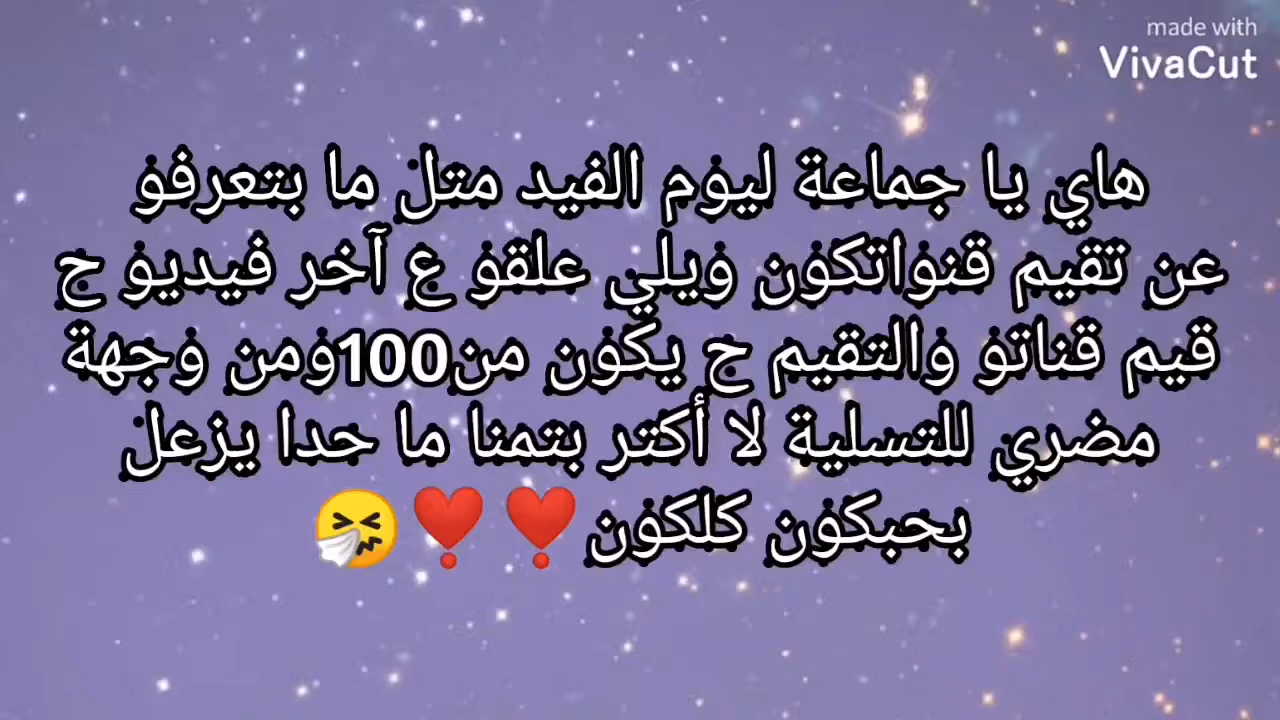 made with
VivaCut
هاي يا جماعة ليوم الفيد متل ما بتعرفو
عن تقيم قنواتكون ويلي علقو ع آخر فيديو ح
قيم قناتو والتقيم ح يكون من100ومن وجهة
مضري للتسلية لا أكتر بتمنا ما حدا يزعل
بحبكون كلكون ❣️❣️🤧